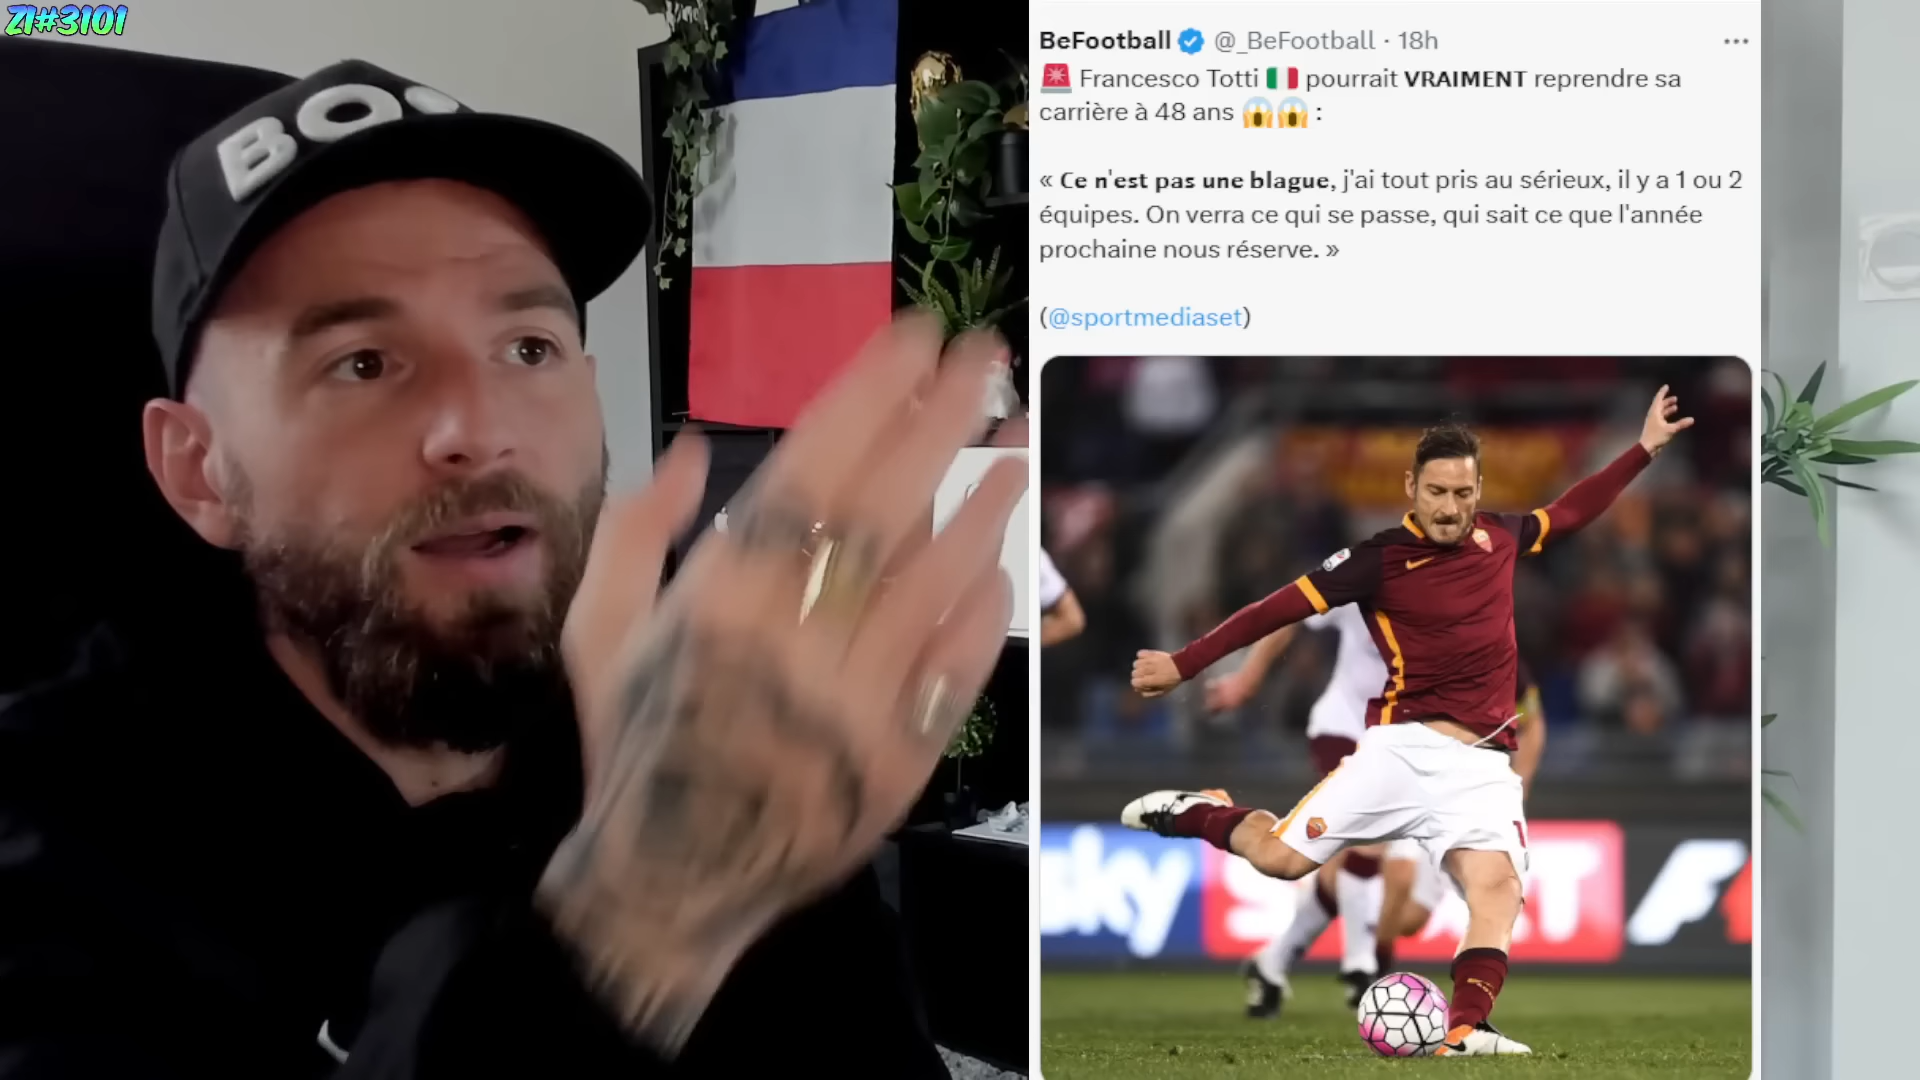 ZI#3101
BO
BeFootball @_BeFootball · 18h
🚨 Francesco Totti 🇮🇹 pourrait VRAIMENT reprendre sa
carrière à 48 ans 😱😱 :
« Ce n'est pas une blague, j'ai tout pris au sérieux, il y a 1 ou 2
équipes. On verra ce qui se passe, qui sait ce que l'année
prochaine nous réserve. »
(@sportmediaset)
sky